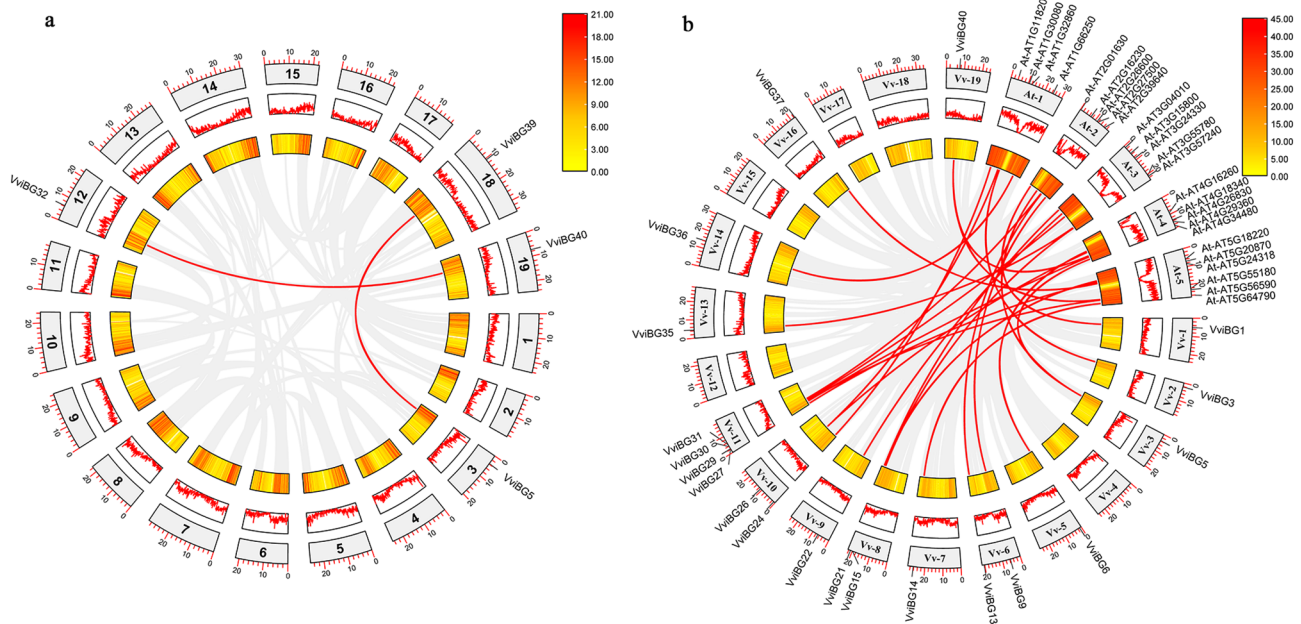 a
21.00
18.00
15.00
12.00
9.00
6.00
3.00
0.00
VviBG39
VviBG40
VviBG5
VviBG32
1
2
3
4
5
6
7
8
9
10
11
12
13
14
15
16
17
18
19
b
45.00
40.00
35.00
30.00
25.00
20.00
15.00
10.00
5.00
0.00
VviBG40
At-AT1G11820
At-AT1G30080
At-AT1G32860
At-AT1G66250
At-AT2G01630
At-AT2G16230
At-AT2G26600
At-AT2G27500
At-AT2G39640
At-AT3G04010
At-AT3G15800
At-AT3G24330
At-AT3G55780
At-AT3G57240
At-AT4G16260
At-AT4G18340
At-AT4G26830
At-AT4G29360
At-AT4G34480
At-AT5G18220
At-AT5G20870
At-AT5G24318
At-AT5G55180
At-AT5G56590
At-AT5G64790
VviBG1
VviBG3
VviBG5
VviBG6
VviBG9
VviBG13
VviBG14
VviBG15
VviBG21
VviBG22
VviBG24
VviBG26
VviBG27
VviBG29
VviBG30
VviBG31
VviBG35
VviBG36
VviBG37
At-1
At-2
At-3
At-4
At-5
Vv-1
Vv-2
Vv-3
Vv-4
Vv-5
Vv-6
Vv-7
Vv-8
Vv-9
Vv-10
Vv-11
Vv-12
Vv-13
Vv-14
Vv-15
Vv-16
Vv-17
Vv-18
Vv-19